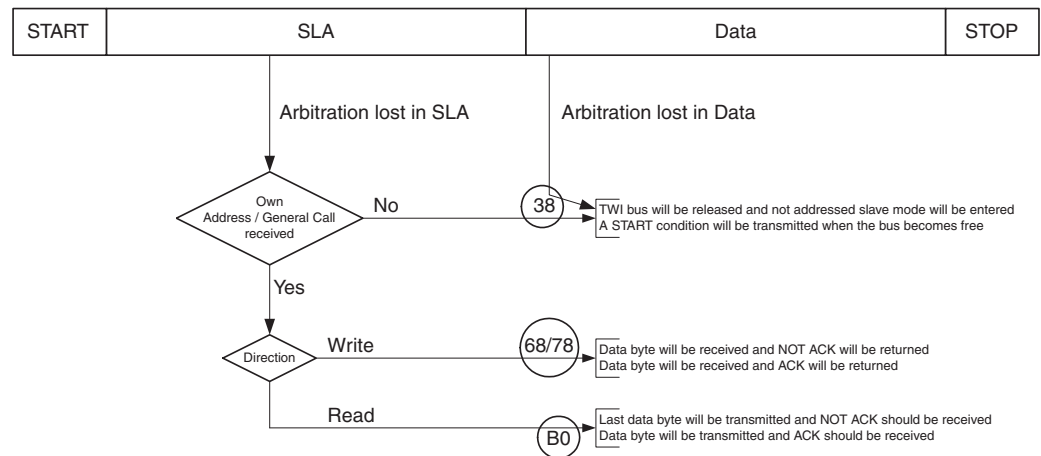 START SLA Data STOP
Arbitration lost in SLA Arbitration lost in Data
Own
Address / General Call
received
No
38
TWI bus will be released and not addressed slave mode will be entered
A START condition will be transmitted when the bus becomes free
Yes
Direction
Write
68/78
Data byte will be received and NOT ACK will be returned
Data byte will be received and ACK will be returned
Read
B0
Last data byte will be transmitted and NOT ACK should be received
Data byte will be transmitted and ACK should be received